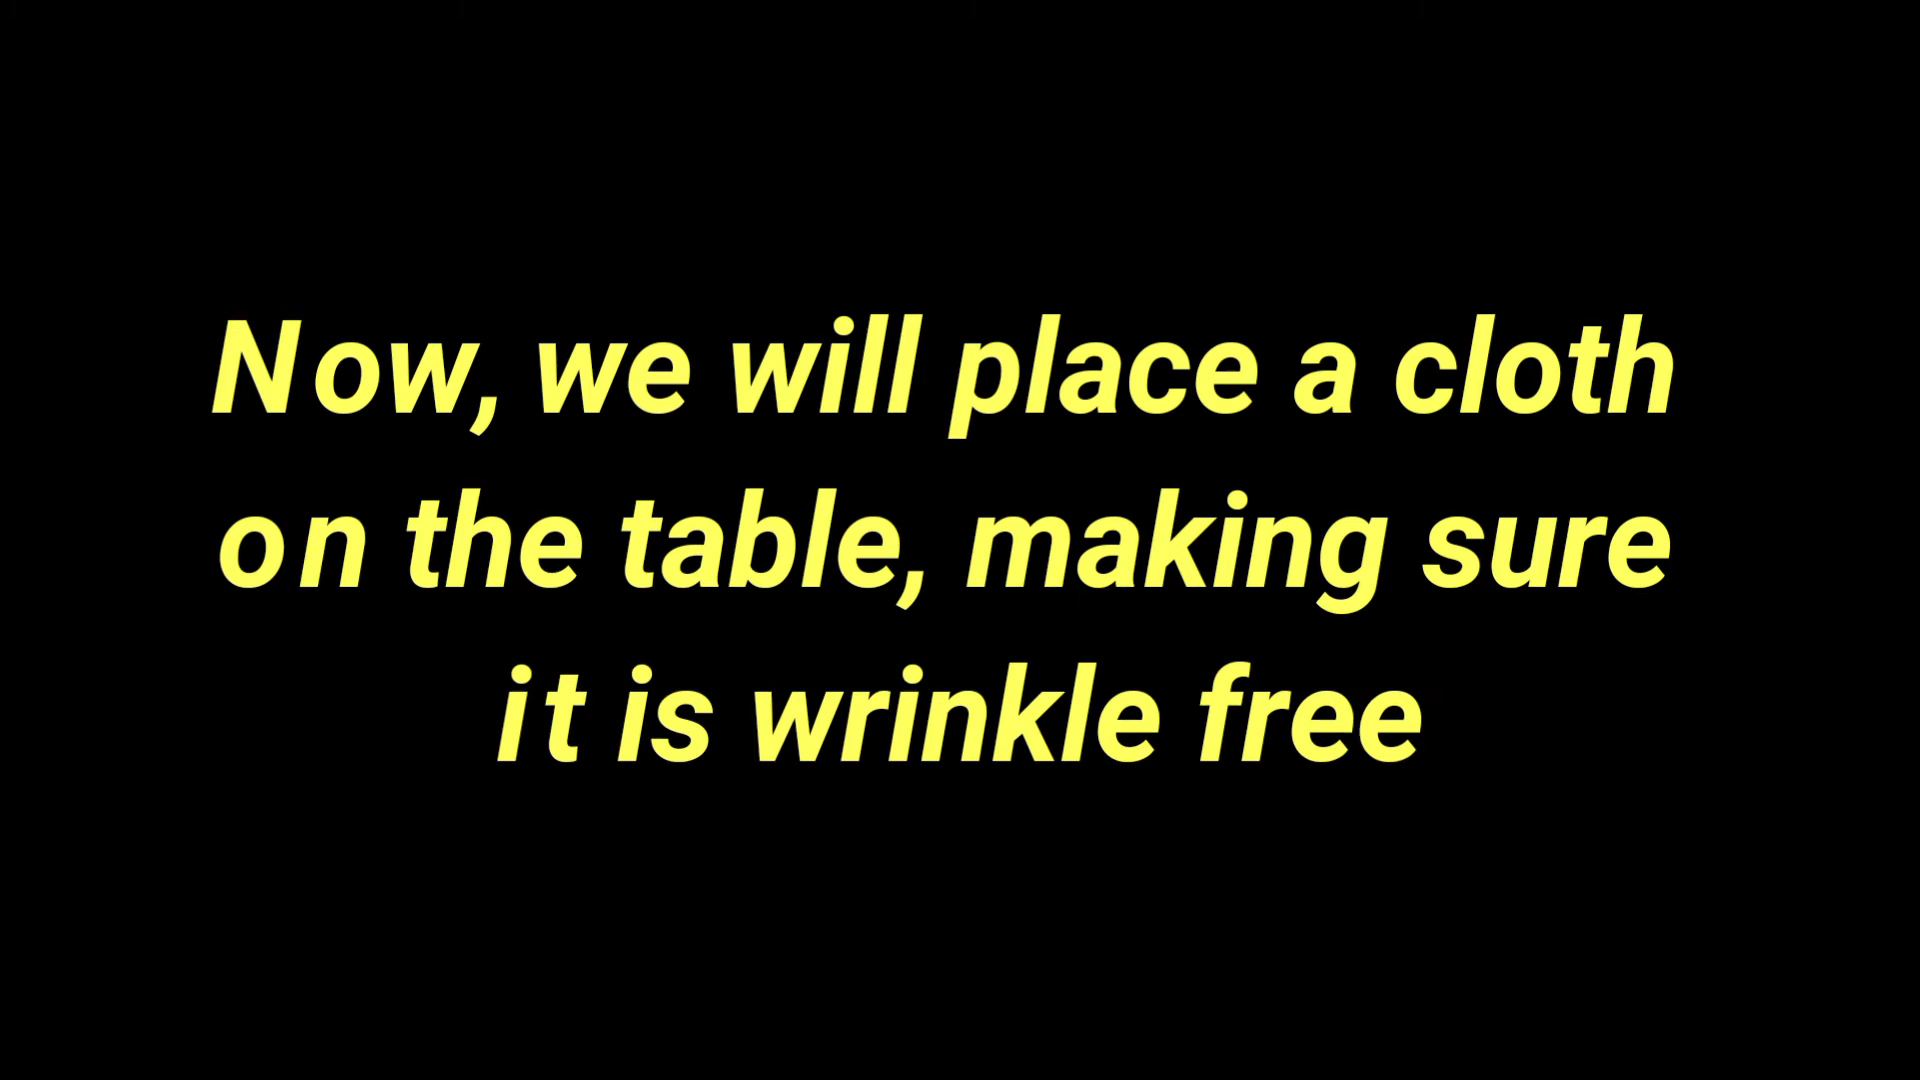 Now, we will place a cloth
on the table, making sure
it is wrinkle free